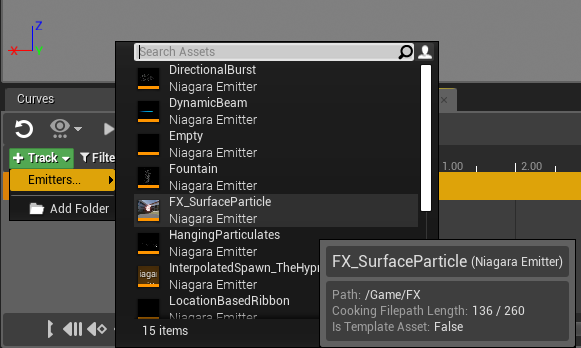 Z
X
Search Assets
DirectionalBurst
Niagara Emitter
DynamicBeam
Niagara Emitter
Empty
Niagara Emitter
Fountain
Niagara Emitter
FX_SurfaceParticle
Niagara Emitter
HangingParticulates
Niagara Emitter
InterpolatedSpawn_TheHypn
Niagara Emitter
LocationBasedRibbon
Niagara Emitter
15 items
Curves
Track
Filte
Emitters...
Add Folder
1.00
2.00
FX_SurfaceParticle (Niagara Emitter)
Path: /Game/FX
Cooking Filepath Length: 136 / 260
Is Template Asset: False